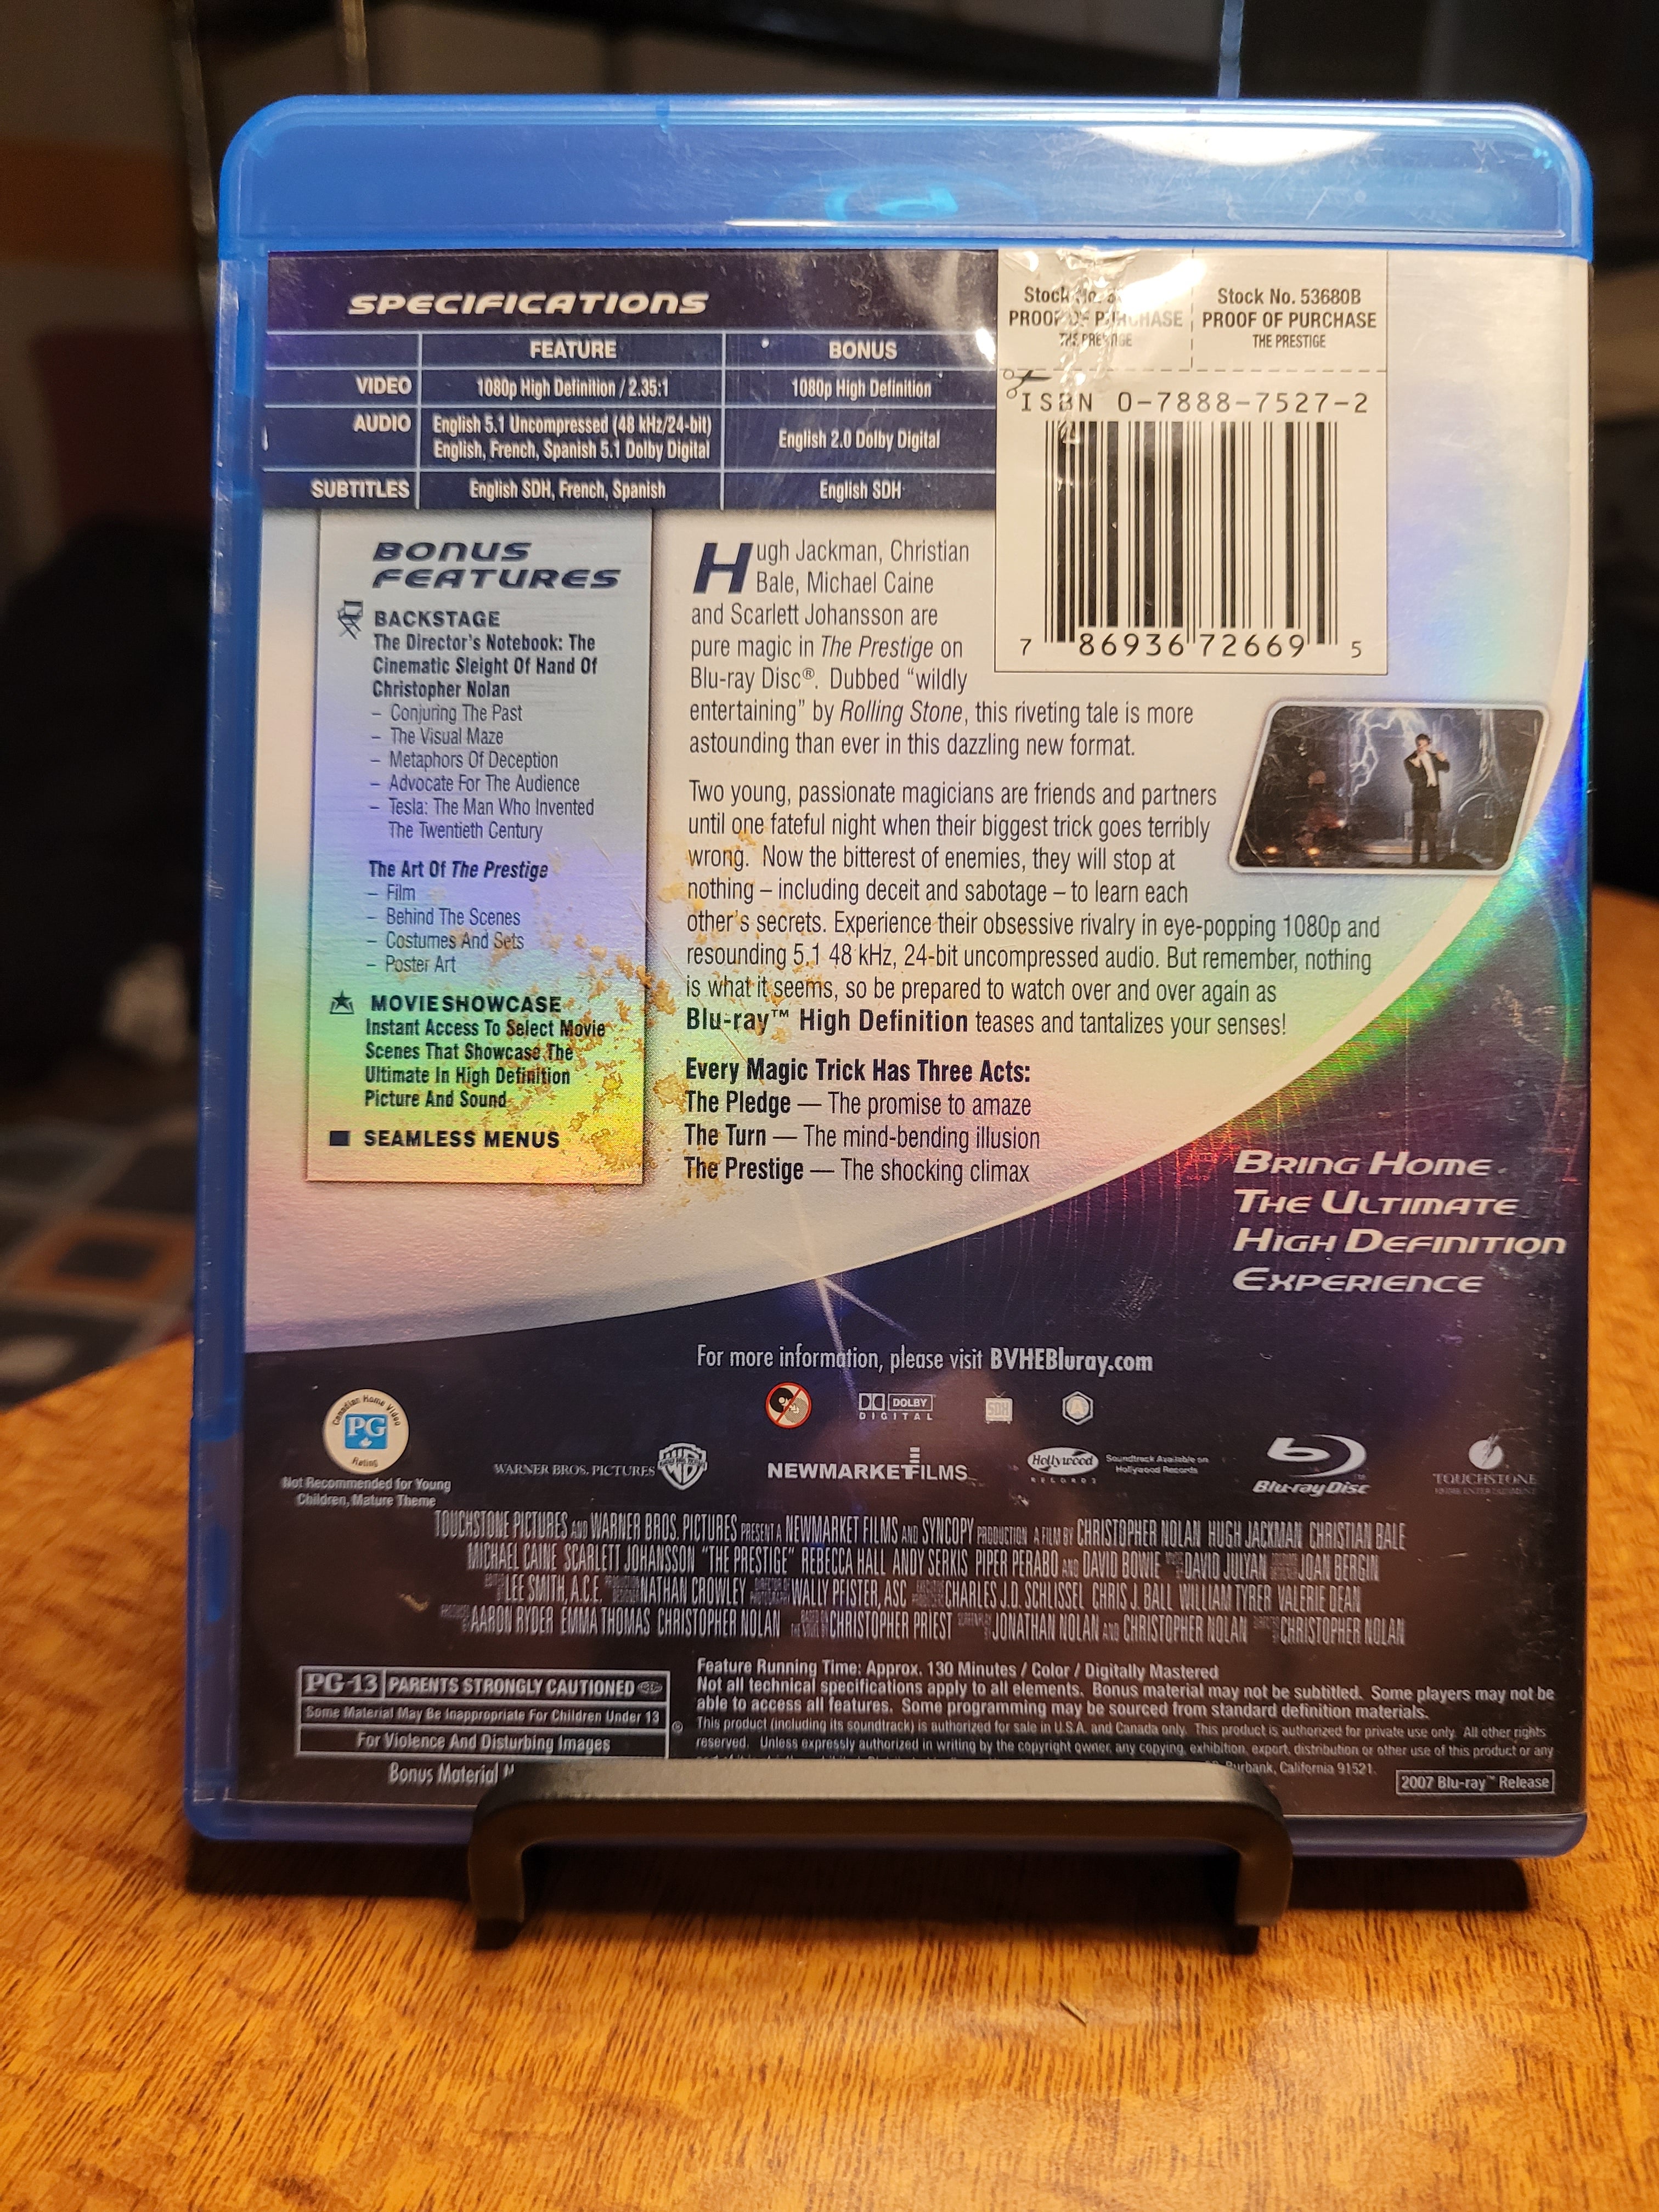 SPECIFICATIONS
FEATURE BONUS
VIDEO 1080p High Definition / 2.35:1 1080p High Definition
AUDIO English 5.1 Uncompressed (48 kHz/24-bit)
English, French, Spanish 5.1 Dolby Digital English 2.0 Dolby Digital
SUBTITLES English SDH, French, Spanish English SDH
Stock No.
PROOF OF PURCHASE
THE PRESTIGE
Stock No. 53680B
PROOF OF PURCHASE
THE PRESTIGE
ISBN 0-7888-7527-2
7 86936 72669 5
BONUS
FEATURES
BACKSTAGE
The Director's Notebook: The
Cinematic Sleight Of Hand Of
Christopher Nolan
– Conjuring The Past
– The Visual Maze
– Metaphors Of Deception
– Advocate For The Audience
– Tesla: The Man Who Invented
The Twentieth Century
The Art Of The Prestige
– Film
– Behind The Scenes
– Costumes And Sets
– Poster Art
MOVIE SHOWCASE
Instant Access To Select Movie
Scenes That Showcase The
Ultimate In High Definition
Picture And Sound
SEAMLESS MENUS
Hugh Jackman, Christian
Bale, Michael Caine
and Scarlett Johansson are
pure magic in The Prestige on
Blu-ray Disc®. Dubbed “wildly
entertaining” by Rolling Stone, this riveting tale is more
astounding than ever in this dazzling new format.
Two young, passionate magicians are friends and partners
until one fateful night when their biggest trick goes terribly
wrong. Now the bitterest of enemies, they will stop at
nothing – including deceit and sabotage – to learn each
other's secrets. Experience their obsessive rivalry in eye-popping 1080p and
resounding 5.1 48 kHz, 24-bit uncompressed audio. But remember, nothing
is what it seems, so be prepared to watch over and over again as
Blu-ray™ High Definition teases and tantalizes your senses!
Every Magic Trick Has Three Acts:
The Pledge — The promise to amaze
The Turn — The mind-bending illusion
The Prestige — The shocking climax
BRING HOME
THE ULTIMATE
HIGH DEFINITION
EXPERIENCE
For more information, please visit BVHEBluray.com
DOLBY
DIGITAL
SDH
A
Canadian Home Video
PG
Rating
Not Recommended for Young
Children, Mature Theme
WARNER BROS. PICTURES
NEWMARKET FILMS
Hollywood
RECORDS
Soundtrack Available on
Hollywood Records
Blu-ray Disc
TOUCHSTONE
HOME ENTERTAINMENT
TOUCHSTONE PICTURES AND WARNER BROS. PICTURES PRESENT A NEWMARKET FILMS AND SYNCOPY PRODUCTION A FILM BY CHRISTOPHER NOLAN HUGH JACKMAN CHRISTIAN BALE
MICHAEL CAINE SCARLETT JOHANSSON “THE PRESTIGE” REBECCA HALL ANDY SERKIS PIPER PERABO AND DAVID BOWIE DAVID JULYAN JOAN BERGIN
LEE SMITH, A.C.E. NATHAN CROWLEY WALLY PFISTER, ASC CHARLES J.D. SCHLISSEL CHRIS J. BALL WILLIAM TYRER VALERIE DEAN
AARON RYDER EMMA THOMAS CHRISTOPHER NOLAN CHRISTOPHER PRIEST JONATHAN NOLAN AND CHRISTOPHER NOLAN CHRISTOPHER NOLAN
PG-13 PARENTS STRONGLY CAUTIONED
Some Material May Be Inappropriate For Children Under 13
For Violence And Disturbing Images
®
Bonus Material
Feature Running Time: Approx. 130 Minutes / Color / Digitally Mastered
Not all technical specifications apply to all elements. Bonus material may not be subtitled. Some players may not be
able to access all features. Some programming may be sourced from standard definition materials.
This product (including its soundtrack) is authorized for sale in U.S.A. and Canada only. This product is authorized for private use only. All other rights
reserved. Unless expressly authorized in writing by the copyright owner, any copying, exhibition, export, distribution or other use of this product or any
Burbank, California 91521.
2007 Blu-ray™ Release